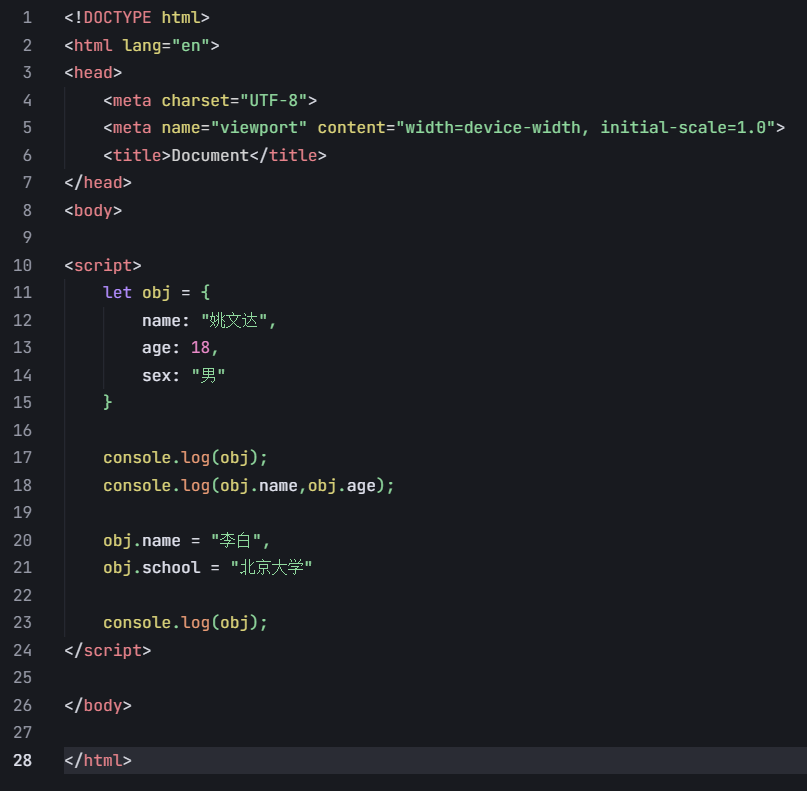 1 <!DOCTYPE html>
2 <html lang="en">
3 <head>
4     <meta charset="UTF-8">
5     <meta name="viewport" content="width=device-width, initial-scale=1.0">
6     <title>Document</title>
7 </head>
8 <body>
9
10 <script>
11     let obj = {
12         name: "姚文达",
13         age: 18,
14         sex: "男"
15     }
16
17     console.log(obj);
18     console.log(obj.name,obj.age);
19
20     obj.name = "李白",
21     obj.school = "北京大学"
22
23     console.log(obj);
24 </script>
25
26 </body>
27
28 </html>